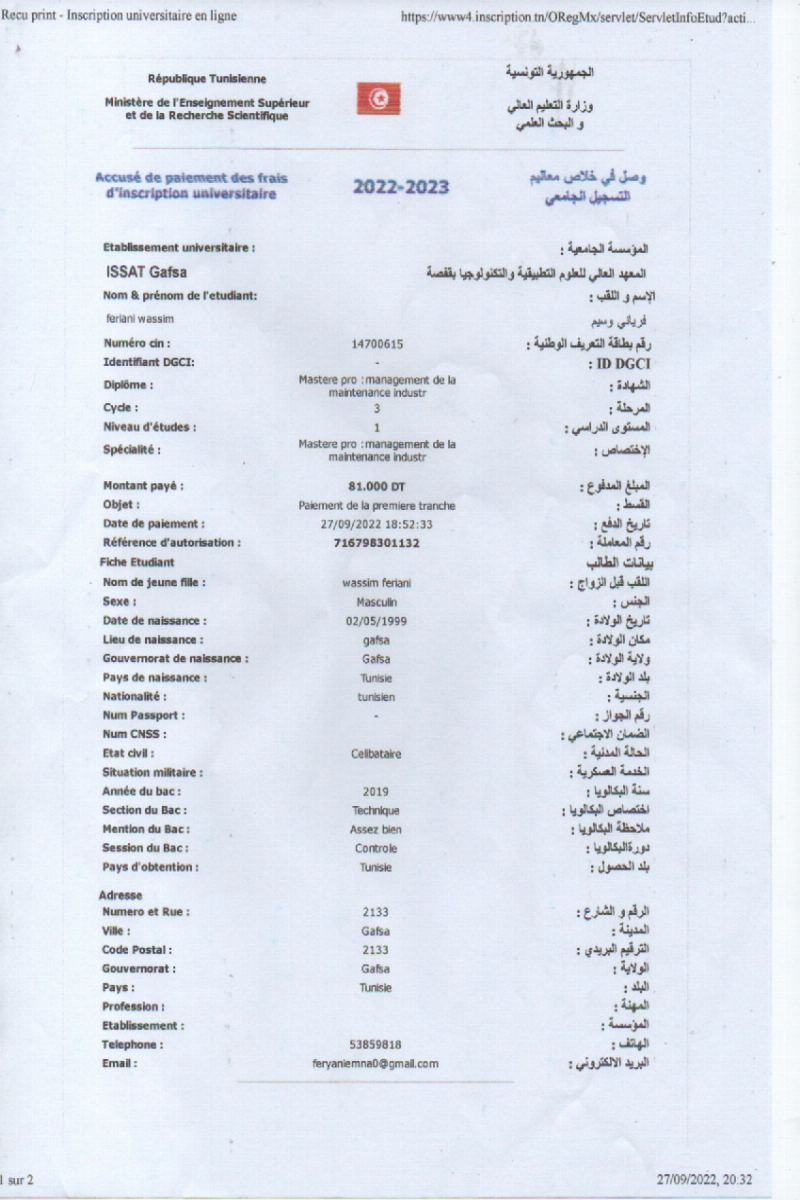 Recu print - Inscription universitaire en ligne https://www4.inscription.tn/ORegMx/servlet/ServletInfoEtud?acti...
République Tunisienne الجمهورية التونسية
Ministère de l'Enseignement Supérieur وزارة التعليم العالي
et de la Recherche Scientifique و البحث العلمي
Accusé de paiement des frais 2022-2023 وصل في خلاص معاليم
d'inscription universitaire التسجيل الجامعي
Etablissement universitaire : المؤسسة الجامعية :
ISSAT Gafsa المعهد العالي للعلوم التطبيقية والتكنولوجيا بقفصة
Nom & prénom de l'etudiant: الإسم و اللقب :
feriani wassim فرياني وسيم
Numéro cin : 14700615 رقم بطاقة التعريف الوطنية :
Identifiant DGCI: - ID DGCI :
Diplôme : Mastere pro :management de la الشهادة :
maintenance industr
Cycle : 3 المرحلة :
Niveau d'études : 1 المستوى الدراسي :
Spécialité : Mastere pro :management de la الإختصاص :
maintenance industr
Montant payé : 81.000 DT المبلغ المدفوع :
Objet : Paiement de la premiere tranche القسط :
Date de paiement : 27/09/2022 18:52:33 تاريخ الدفع :
Référence d'autorisation : 716798301132 رقم المعاملة :
Fiche Etudiant بيانات الطالب
Nom de jeune fille : wassim feriani اللقب قبل الزواج :
Sexe : Masculin الجنس :
Date de naissance : 02/05/1999 تاريخ الولادة :
Lieu de naissance : gafsa مكان الولادة :
Gouvernorat de naissance : Gafsa ولاية الولادة :
Pays de naissance : Tunisie بلد الولادة :
Nationalité : tunisien الجنسية :
Num Passport : - رقم الجواز :
Num CNSS : الضمان الاجتماعي :
Etat civil : Celibataire الحالة المدنية :
Situation militaire : الخدمة العسكرية :
Année du bac : 2019 سنة البكالويا :
Section du Bac : Technique اختصاص البكالويا :
Mention du Bac : Assez bien ملاحظة البكالويا :
Session du Bac : Controle دورةالبكالويا :
Pays d'obtention : Tunisie بلد الحصول :
Adresse
Numero et Rue : 2133 الرقم و الشارع :
Ville : Gafsa المدينة :
Code Postal : 2133 الترقيم البريدي :
Gouvernorat : Gafsa الولاية :
Pays : Tunisie البلد :
Profession : المهنة :
Etablissement : المؤسسة :
Telephone : 53859818 الهاتف :
Email : feryaniemna0@gmail.com البريد الالكتروني :
1 sur 2 27/09/2022, 20:32